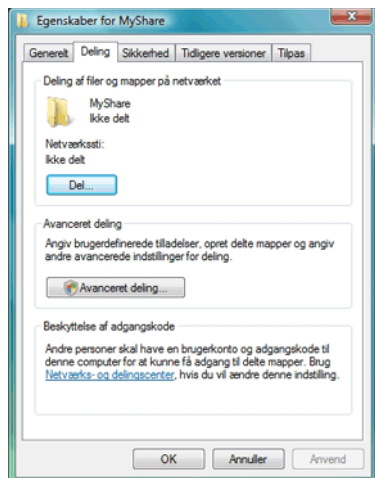 Egenskaber for MyShare
Generelt Deling Sikkerhed Tidligere versioner Tilpas
Deling af filer og mapper på netværket
MyShare
Ikke delt
Netværkssti:
Ikke delt
Del...
Avanceret deling
Angiv brugerdefinerede tilladelser, opret delte mapper og angiv
andre avancerede indstillinger for deling.
Avanceret deling...
Beskyttelse af adgangskode
Andre personer skal have en brugerkonto og adgangskode til
denne computer for at kunne få adgang til delte mapper. Brug
Netværks- og delingscenter, hvis du vil ændre denne indstilling.
OK Annuller Anvend